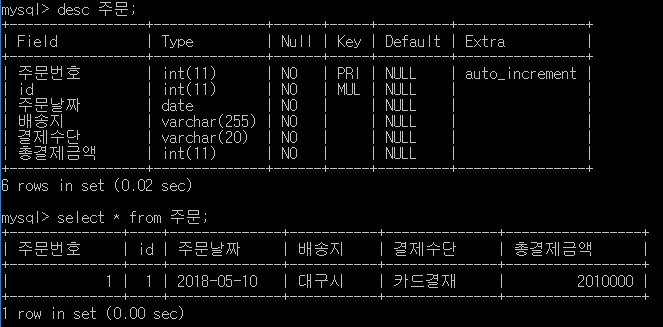 mysql> desc 주문;
+--------------+--------------+------+-----+---------+----------------+
| Field        | Type         | Null | Key | Default | Extra          |
+--------------+--------------+------+-----+---------+----------------+
| 주문번호     | int(11)      | NO   | PRI | NULL    | auto_increment |
| id           | int(11)      | NO   | MUL | NULL    |                |
| 주문날짜     | date         | NO   |     | NULL    |                |
| 배송지       | varchar(255) | NO   |     | NULL    |                |
| 결제수단     | varchar(20)  | NO   |     | NULL    |                |
| 총결제금액   | int(11)      | NO   |     | NULL    |                |
+--------------+--------------+------+-----+---------+----------------+
6 rows in set (0.02 sec)
mysql> select * from 주문;
+--------------+----+--------------+-----------+--------------+-----------------+
| 주문번호     | id | 주문날짜     | 배송지    | 결제수단     | 총결제금액      |
+--------------+----+--------------+-----------+--------------+-----------------+
|            1 |  1 | 2018-05-10   | 대구시    | 카드결재     |         2010000 |
+--------------+----+--------------+-----------+--------------+-----------------+
1 row in set (0.00 sec)